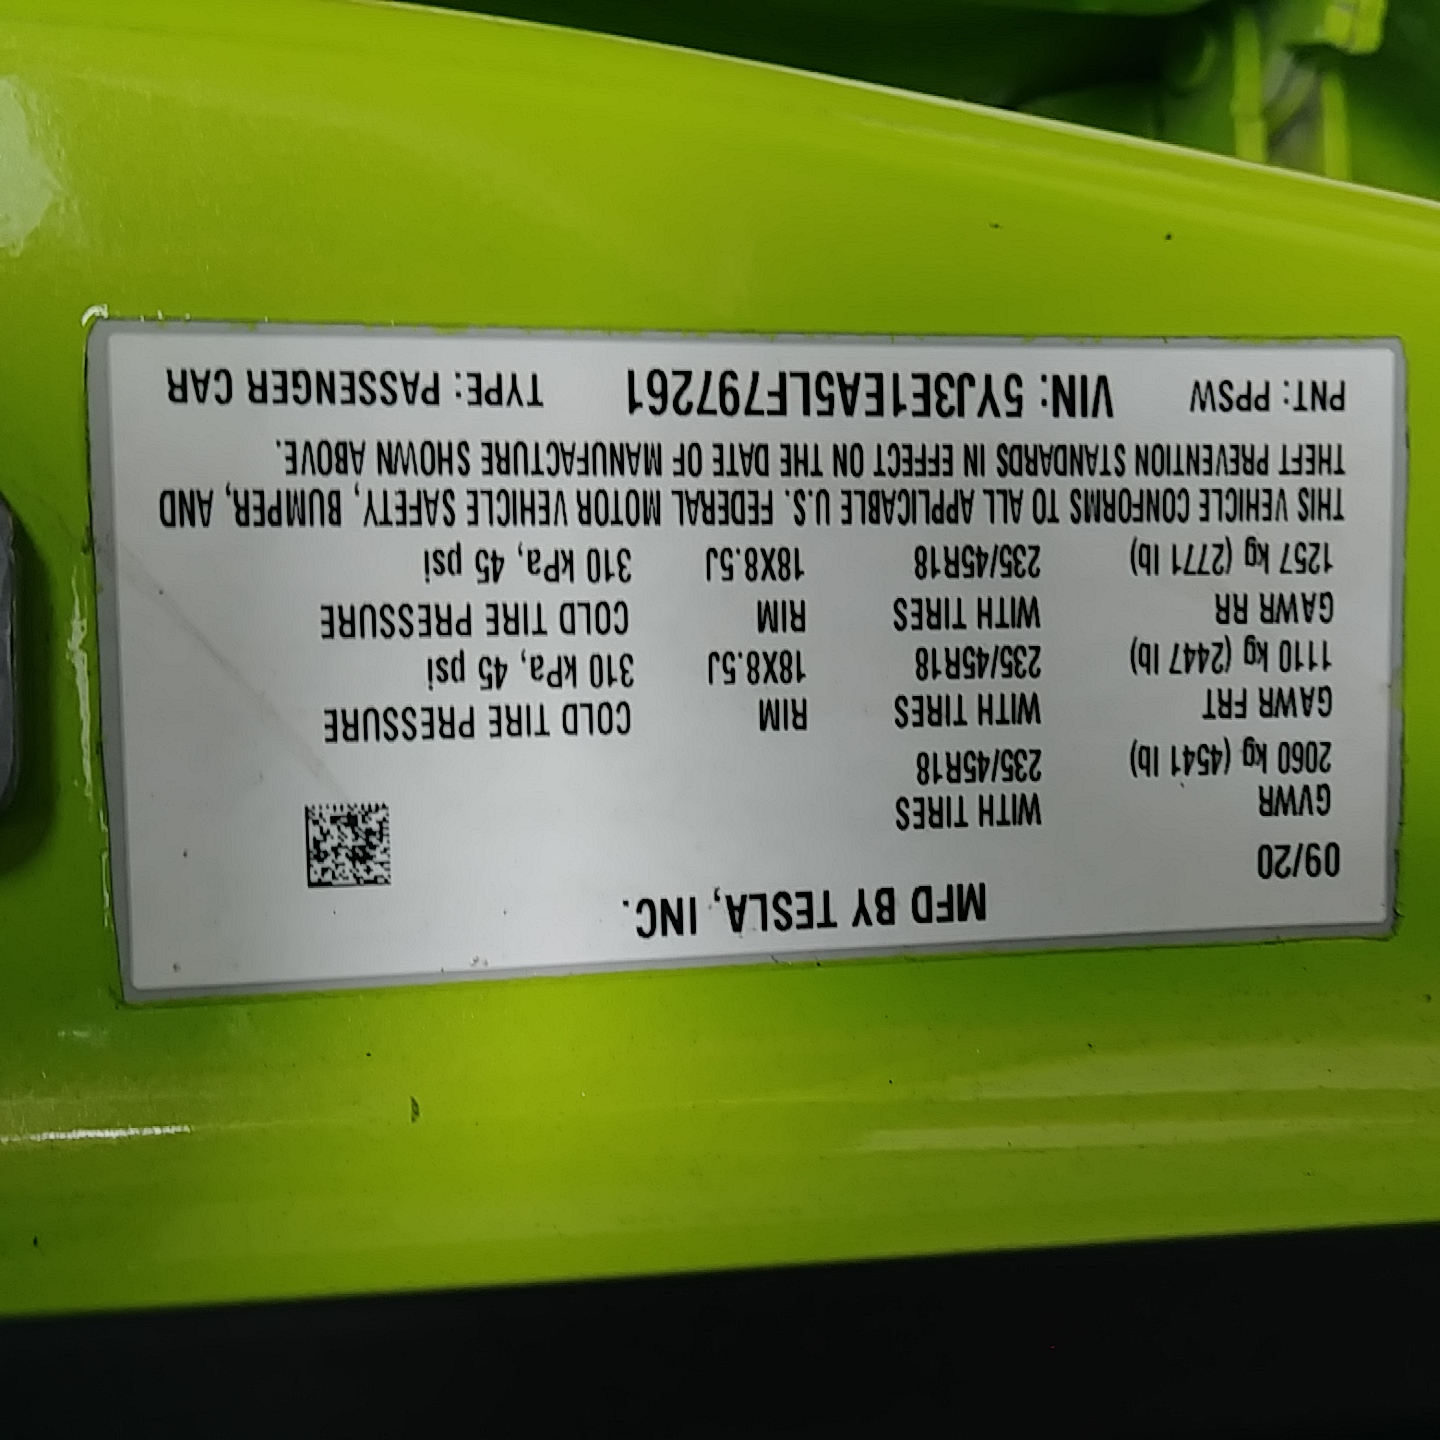 MFD BY TESLA, INC.
09/20
GVWR WITH TIRES
2060 kg (4541 lb) 235/45R18
GAWR FRT WITH TIRES RIM COLD TIRE PRESSURE
1110 kg (2447 lb) 235/45R18 18X8.5J 310 kPa, 45 psi
GAWR RR WITH TIRES RIM COLD TIRE PRESSURE
1257 kg (2771 lb) 235/45R18 18X8.5J 310 kPa, 45 psi
THIS VEHICLE CONFORMS TO ALL APPLICABLE U.S. FEDERAL MOTOR VEHICLE SAFETY, BUMPER, AND
THEFT PREVENTION STANDARDS IN EFFECT ON THE DATE OF MANUFACTURE SHOWN ABOVE.
PNT: PPSW VIN: 5YJ3E1EA5LF797261 TYPE: PASSENGER CAR